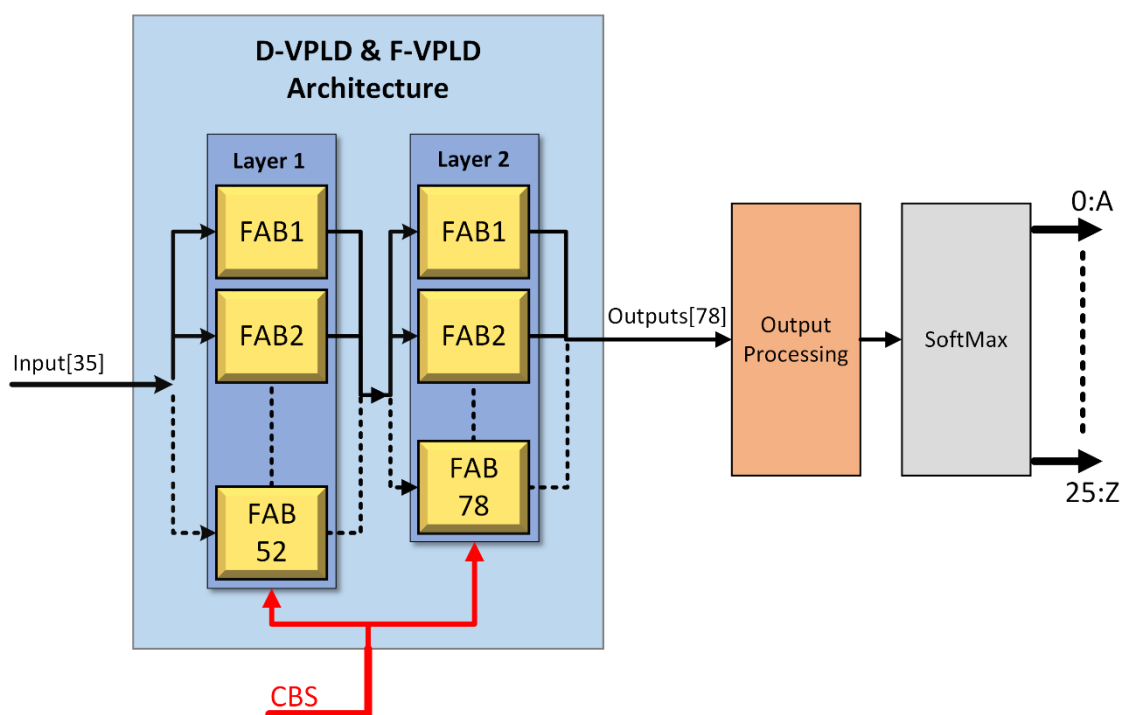 D-VPLD & F-VPLD
Architecture
Layer 1
FAB1
FAB2
FAB
52
Layer 2
FAB1
FAB2
FAB
78
Input[35]
Outputs[78]
Output
Processing
SoftMax
0:A
25:Z
CBS